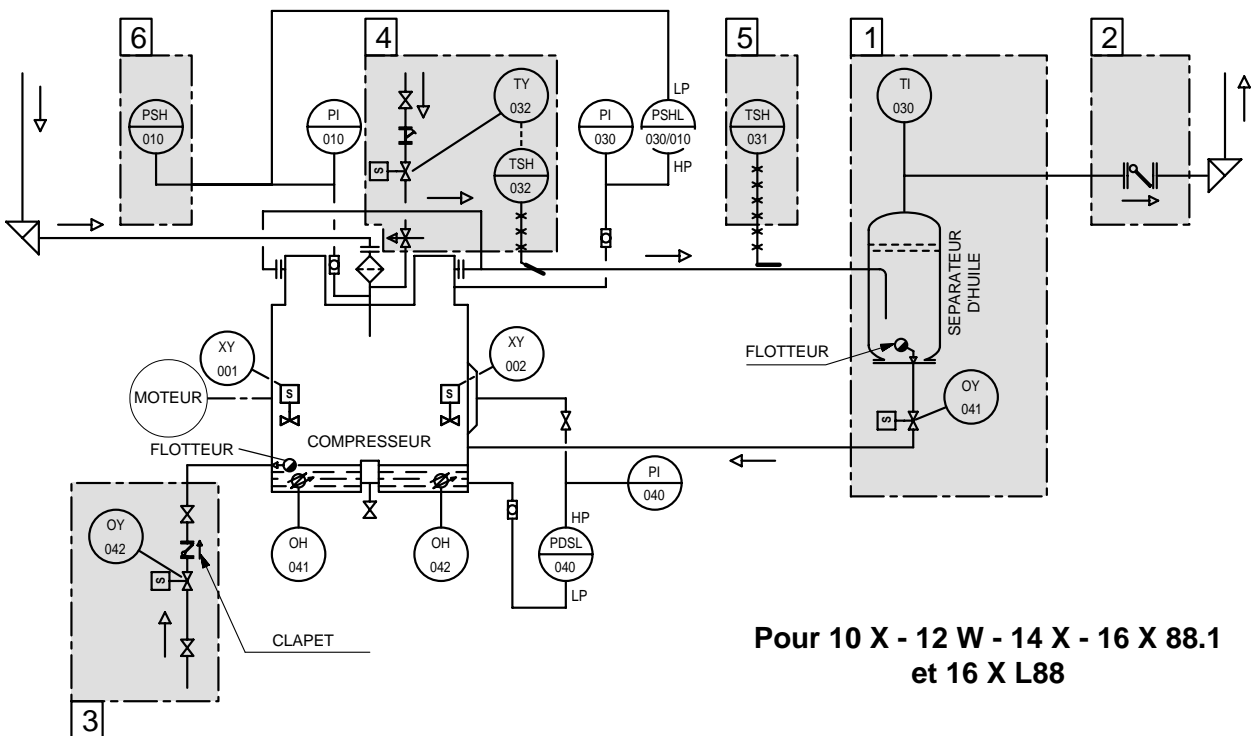 6
4
5
1
2
PSH
010
PI
010
TY
032
TSH
032
S
PI
030
LP
PSHL
030/010
HP
TSH
031
TI
030
SEPARATEUR
D'HUILE
FLOTTEUR
S
OY
041
XY
001
S
XY
002
S
MOTEUR
FLOTTEUR
COMPRESSEUR
OH
041
OH
042
PI
040
HP
PDSL
040
LP
OY
042
S
CLAPET
3
Pour 10 X - 12 W - 14 X - 16 X 88.1
et 16 X L88